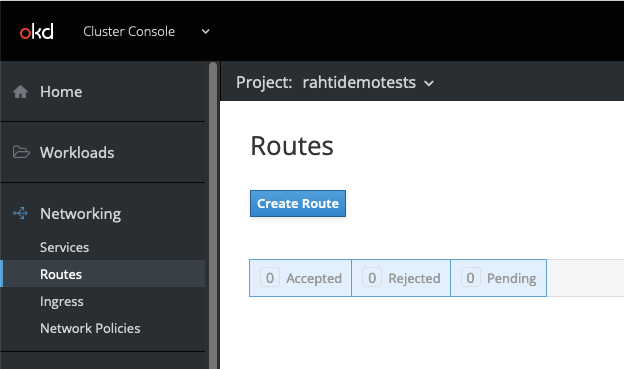 okd Cluster Console
Project: rahtidemotests
Home
Workloads
Networking
Services
Routes
Ingress
Network Policies
Routes
Create Route
0 Accepted 0 Rejected 0 Pending